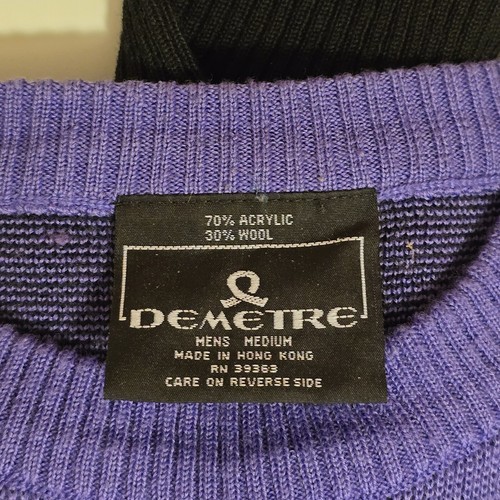 70% ACRYLIC
30% WOOL
DEMETRE
MENS MEDIUM
MADE IN HONG KONG
RN 39363
CARE ON REVERSE SIDE